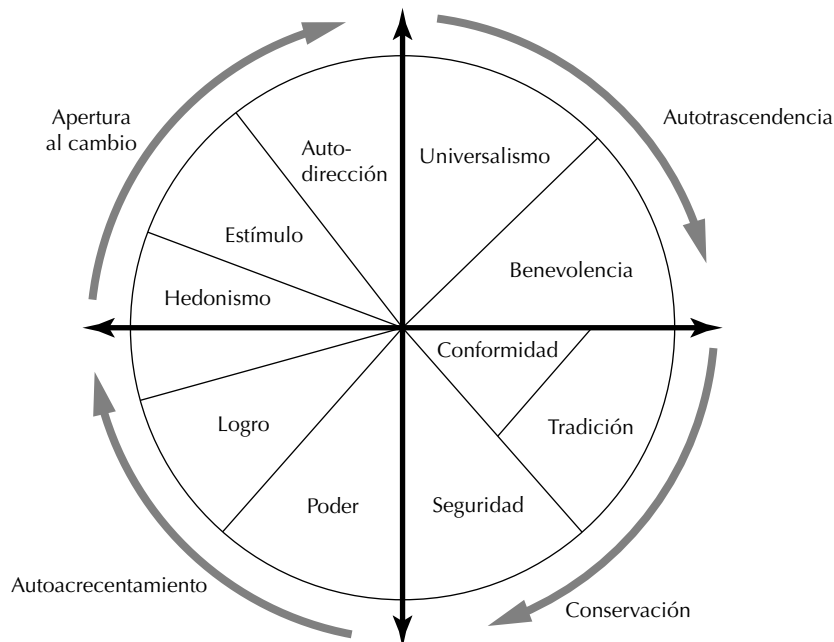 Apertura
al cambio
Autotrascendencia
Auto-
dirección
Universalismo
Estímulo
Benevolencia
Hedonismo
Conformidad
Logro
Tradición
Poder
Seguridad
Autoacrecentamiento
Conservación